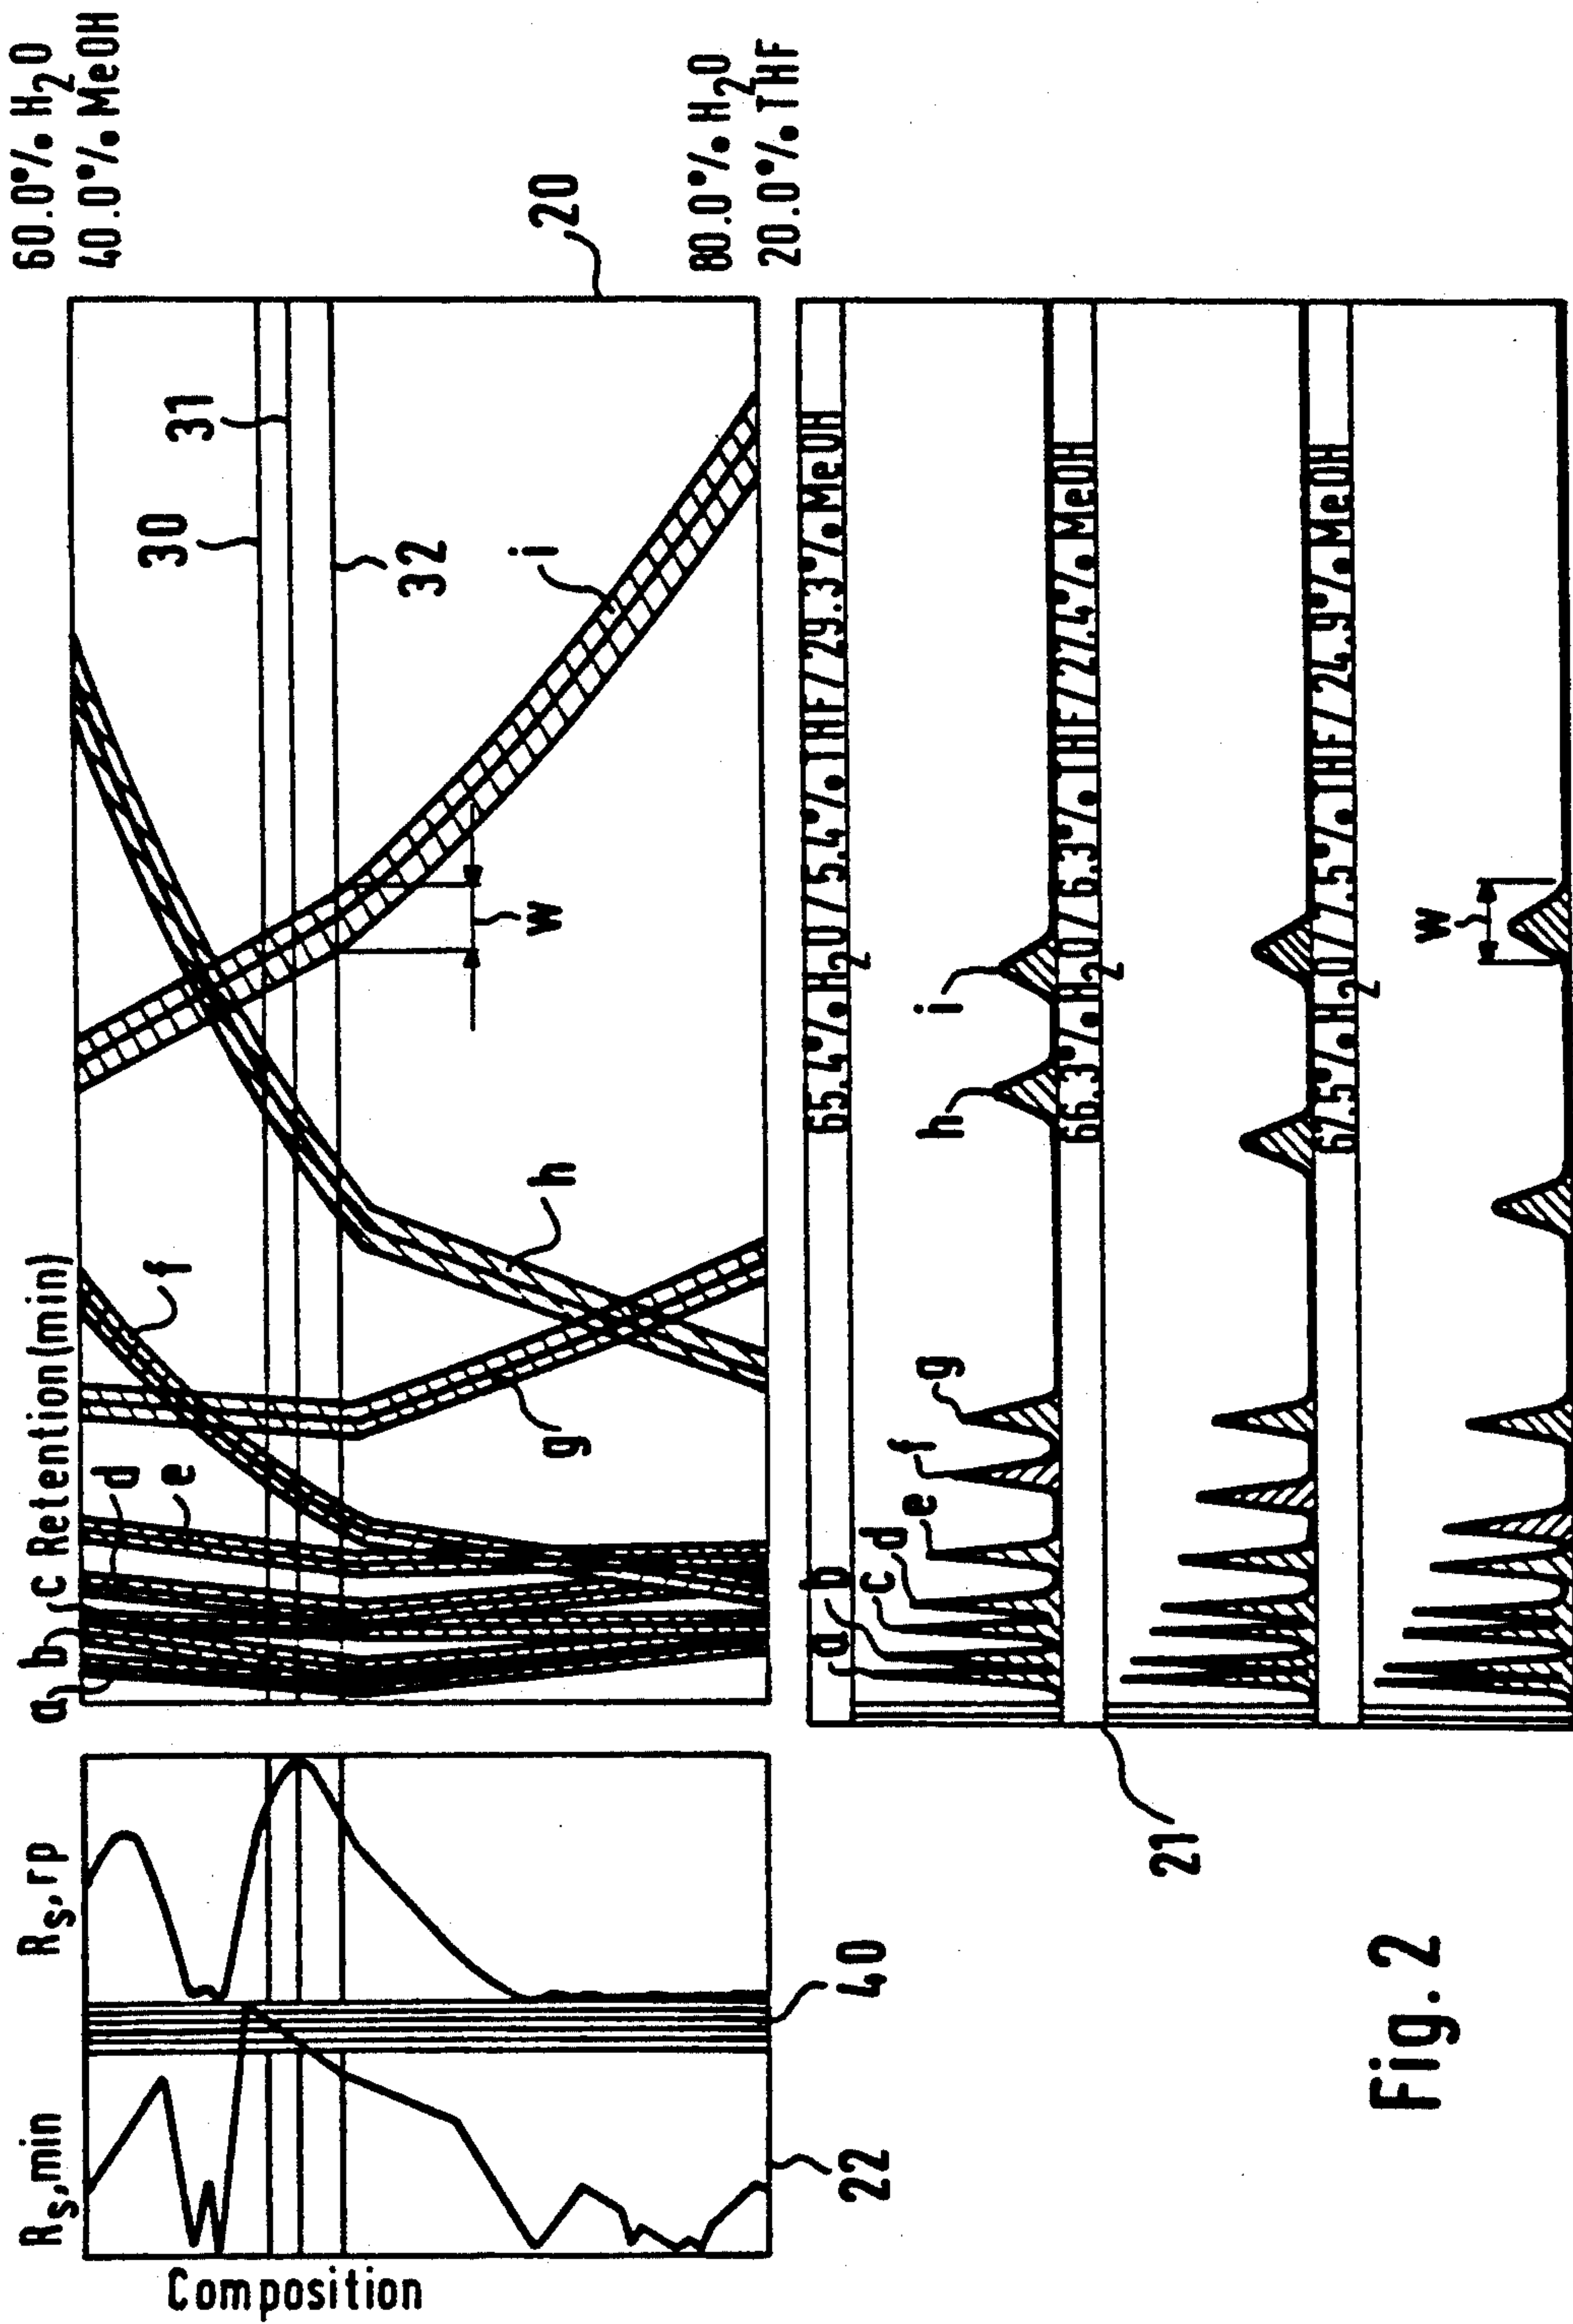 R_s,min
R_s,rp
a b c Retention (min)
60.0% H2O
40.0% MeOH
d
e
f
30
31
32
i
20
h
w
g
80.0% H2O
20.0% THF
Composition
22
40
65.4% H2O/5.4% THF/29.3% MeOH
a
b
c
d
e
f
g
h
i
66.3% H2O/6.3% THF/27.4% MeOH
21
67.5% H2O/7.5% THF/24.9% MeOH
w
Fig. 2